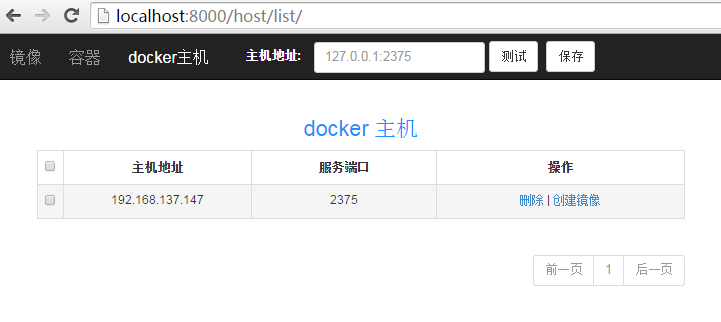 localhost:8000/host/list/
镜像 容器 docker主机 主机地址: 127.0.0.1:2375 测试 保存
docker 主机
主机地址 服务端口 操作
192.168.137.147 2375 删除 | 创建镜像
前一页 1 后一页